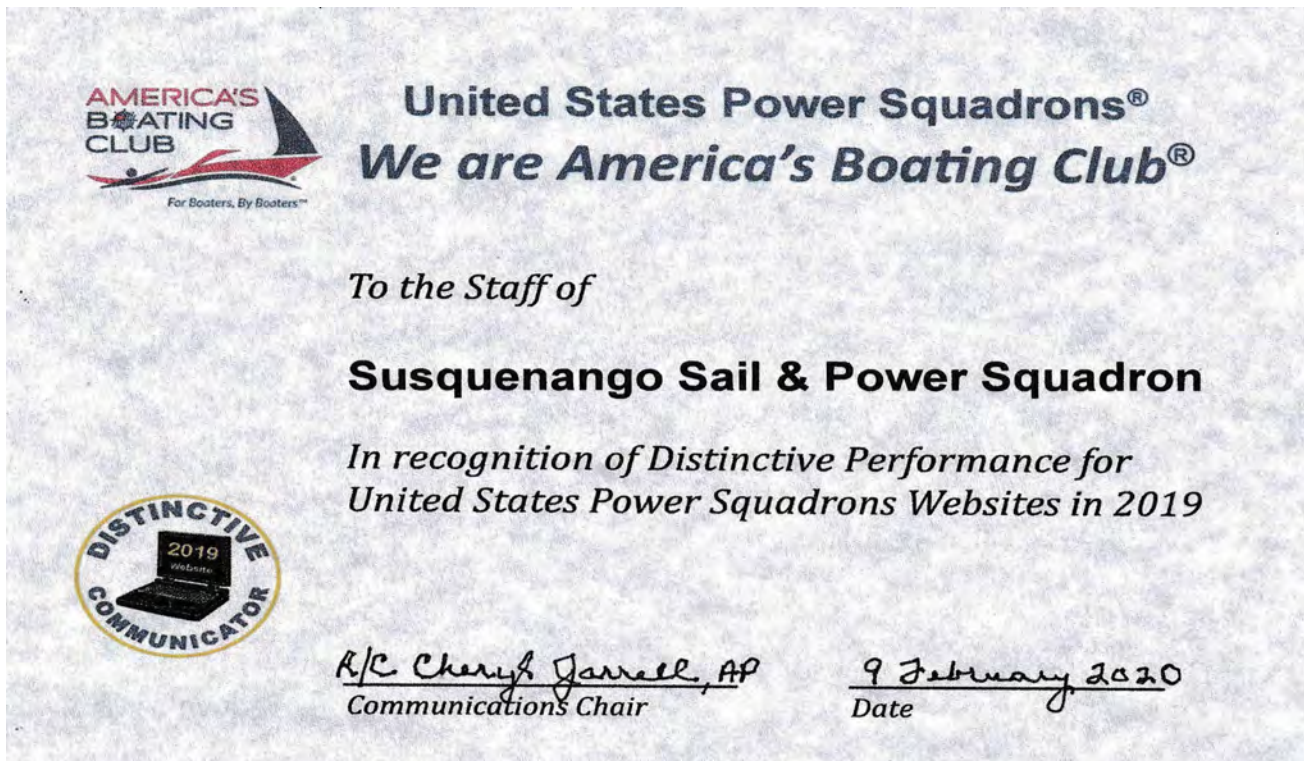 AMERICA'S
BOATING
CLUB
For Boaters, By Boaters™
United States Power Squadrons®
We are America's Boating Club®
To the Staff of
Susquenango Sail & Power Squadron
In recognition of Distinctive Performance for
United States Power Squadrons Websites in 2019
DISTINCTIVE
2019
Website
COMMUNICATOR
R/C Cheryl Jarrell, AP
Communications Chair
9 February 2020
Date